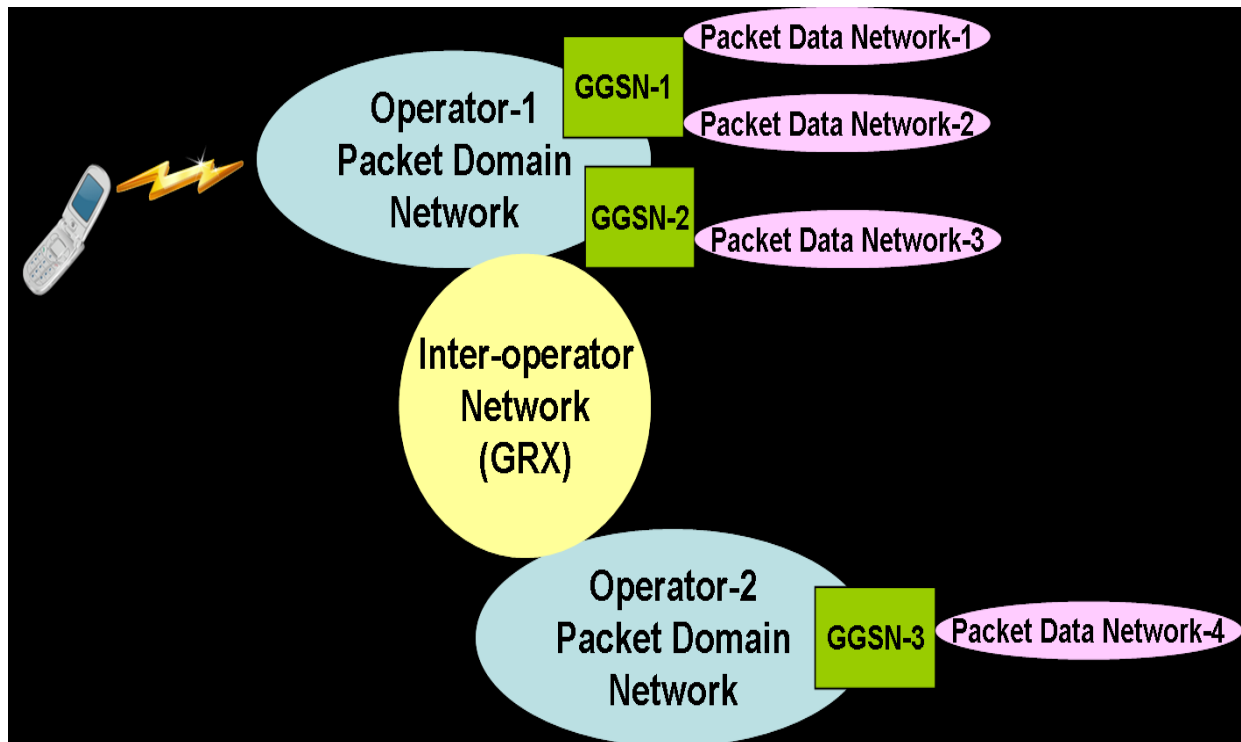 Packet Data Network-1
GGSN-1
Operator-1
Packet Domain
Network
Packet Data Network-2
GGSN-2
Packet Data Network-3
Inter-operator
Network
(GRX)
Operator-2
Packet Domain
Network
GGSN-3
Packet Data Network-4